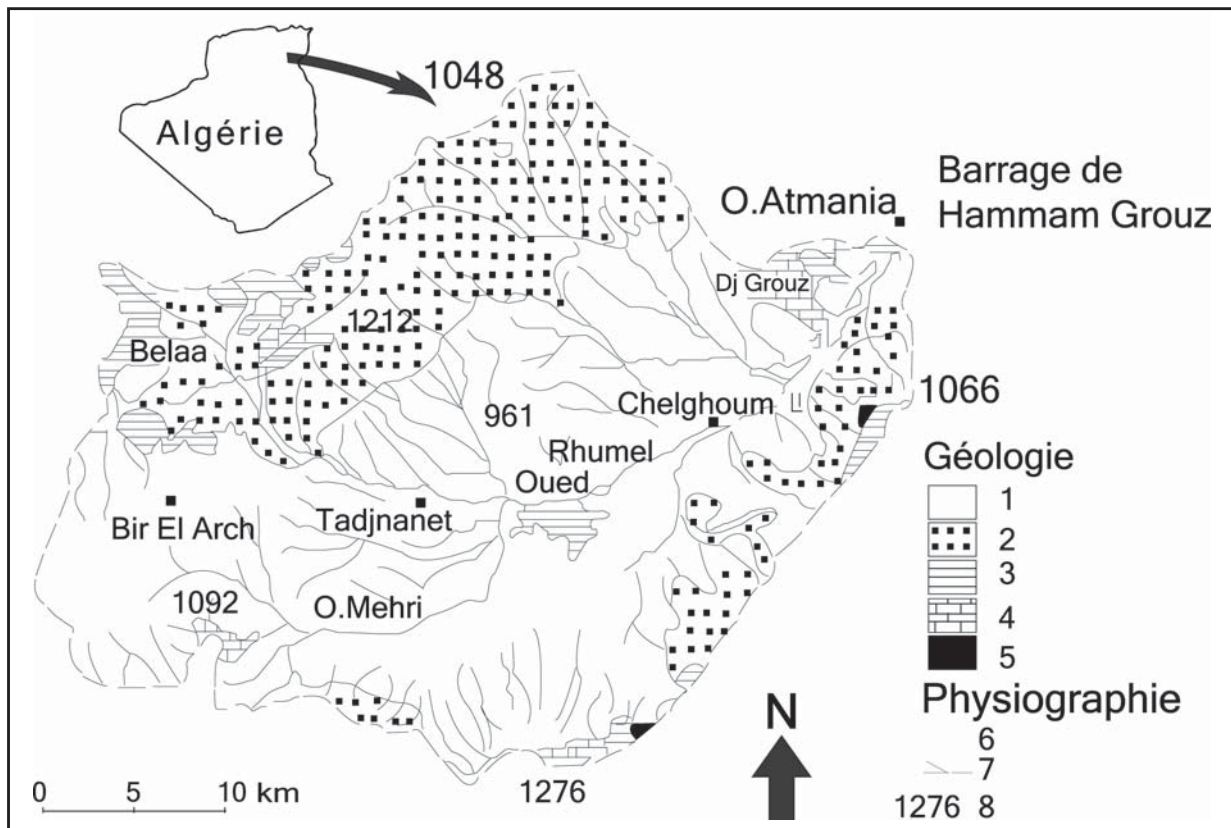 1048
Algérie
Barrage de
Hammam Grouz
O.Atmania
Dj Grouz
1212
Belaa
1066
Chelghoum
961
Rhumel
Oued
Géologie
1
2
3
4
5
Bir El Arch
Tadjnanet
1092
O.Mehri
Physiographie
6
7
1276 8
N
0 5 10 km
1276